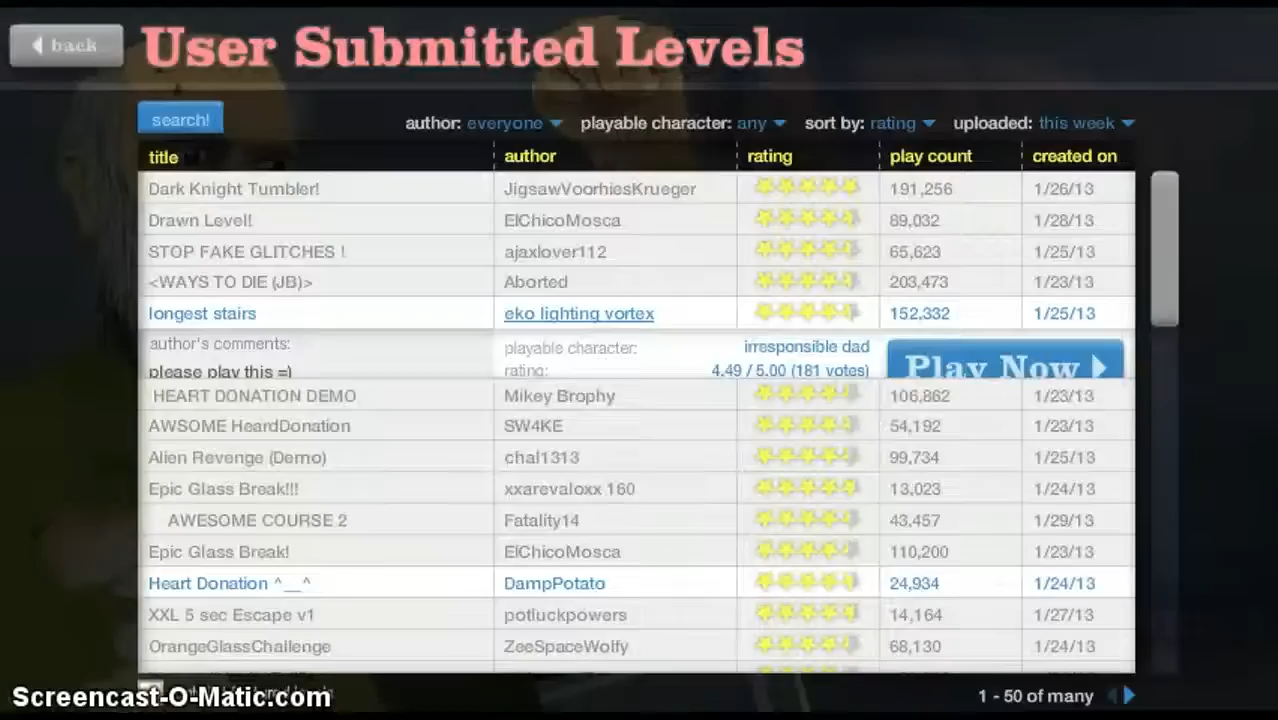 back
User Submitted Levels
search!
author: everyone playable character: any sort by: rating uploaded: this week
title author rating play count created on
Dark Knight Tumbler! JigsawVoorhiesKrueger 191,256 1/26/13
Drawn Level! ElChicoMosca 89,032 1/28/13
STOP FAKE GLITCHES ! ajaxlover112 65,623 1/25/13
<WAYS TO DIE (JB)> Aborted 203,473 1/23/13
longest stairs eko lighting vortex 152,332 1/25/13
author's comments: playable character: irresponsible dad
please play this =) rating: 4.49 / 5.00 (181 votes) Play Now
HEART DONATION DEMO Mikey Brophy 106,862 1/23/13
AWSOME HeardDonation SW4KE 54,192 1/23/13
Alien Revenge (Demo) chal1313 99,734 1/25/13
Epic Glass Break!!! xxarevaloxx 160 13,023 1/24/13
AWESOME COURSE 2 Fatality14 43,457 1/29/13
Epic Glass Break! ElChicoMosca 110,200 1/23/13
Heart Donation ^__^ DampPotato 24,934 1/24/13
XXL 5 sec Escape v1 potluckpowers 14,164 1/27/13
OrangeGlassChallenge ZeeSpaceWolfy 68,130 1/24/13
Screencast-O-Matic.com 1 - 50 of many